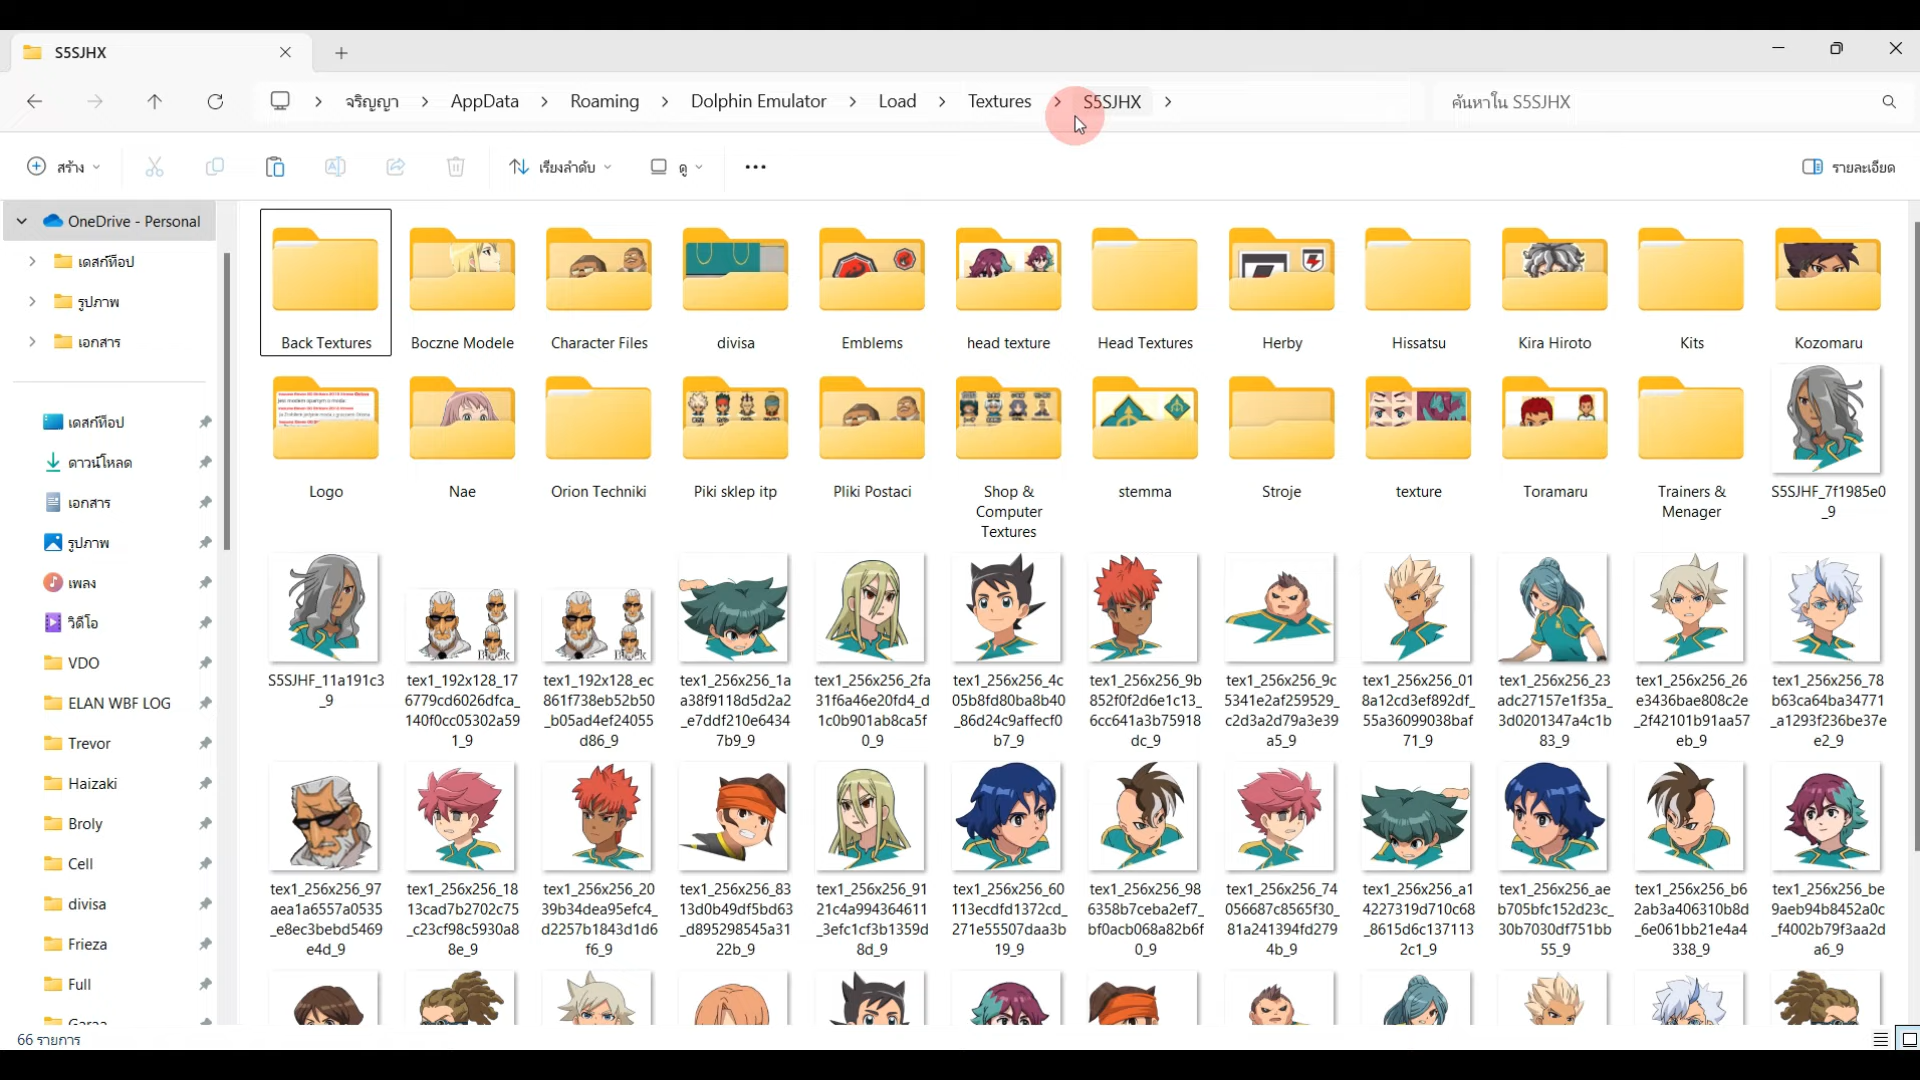 S5SJHX
จริญญา
AppData
Roaming
Dolphin Emulator
Load
Textures
S5SJHX
ค้นหาใน S5SJHX
สร้าง
เรียงลำดับ
ดู
รายละเอียด
OneDrive - Personal
เดสก์ท็อป
รูปภาพ
เอกสาร
เดสก์ท็อป
ดาวน์โหลด
เอกสาร
รูปภาพ
เพลง
วิดีโอ
VDO
ELAN WBF LOG
Trevor
Haizaki
Broly
Cell
divisa
Frieza
Full
Back Textures
Boczne Modele
Character Files
divisa
Emblems
head texture
Head Textures
Herby
Hissatsu
Kira Hiroto
Kits
Kozomaru
Logo
Nae
Orion Techniki
Piki sklep itp
Pliki Postaci
Shop &
Computer
Textures
stemma
Stroje
texture
Toramaru
Trainers &
Menager
S5SJHF_7f1985e0
_9
S5SJHF_11a191c3
_9
tex1_192x128_17
6779cd6026dfca_
140f0cc05302a59
1_9
tex1_192x128_ec
861f738eb52b50
_b05ad4ef24055
d86_9
tex1_256x256_1a
a38f9118d5d2a2
_e7ddf210e6434
7b9_9
tex1_256x256_2fa
31f6a46e20fd4_d
1c0b901ab8ca5f
0_9
tex1_256x256_4c
05b8fd80ba8b40
_86d24c9affecf0
b7_9
tex1_256x256_9b
852f0f2d6e1c13_
6cc641a3b75918
dc_9
tex1_256x256_9c
5341e2af259529_
c2d3a2d79a3e39
a5_9
tex1_256x256_01
8a12cd3ef892df_
55a36099038baf
71_9
tex1_256x256_23
adc27157e1f35a_
3d0201347a4c1b
83_9
tex1_256x256_26
e3436bae808c2e
_2f42101b91aa57
eb_9
tex1_256x256_78
b63ca64ba34771
_a1293f236be37e
e2_9
tex1_256x256_97
aea1a6557a0535
_e8ec3bebd5469
e4d_9
tex1_256x256_18
13cad7b2702c75
_c23cf98c5930a8
8e_9
tex1_256x256_20
39b34dea95efc4_
d2257b1843d1d6
f6_9
tex1_256x256_83
13d0b49df5bd63
_d895298545a31
22b_9
tex1_256x256_91
21c4a994364611
_3efc1cf3b1359d
8d_9
tex1_256x256_60
113ecdfd1372cd_
271e55507daa3b
19_9
tex1_256x256_98
6358b7ceba2ef7_
bf0acb068a82b6f
0_9
tex1_256x256_74
056687c8565f30_
81a241394fd279
4b_9
tex1_256x256_a1
4227319d710c68
_8615d6c137113
2c1_9
tex1_256x256_ae
b705bfc152d23c_
30b7030df751bb
55_9
tex1_256x256_b6
2ab3a406310b8d
_6e061bb21e4a4
338_9
tex1_256x256_be
9aeb94b8452a0c
_f4002b79f3aa2d
a6_9
66 รายการ